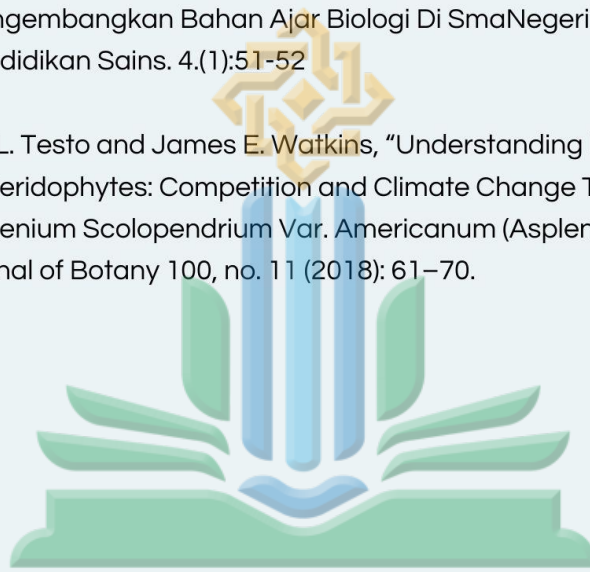 ngembangkan Bahan Ajar Biologi Di SmaNegeri
didikan Sains. 4.(1):51-52
L. Testo and James E. Watkins, “Understanding
eridophytes: Competition and Climate Change T
enium Scolopendrium Var. Americanum (Asplen
nal of Botany 100, no. 11 (2018): 61–70.